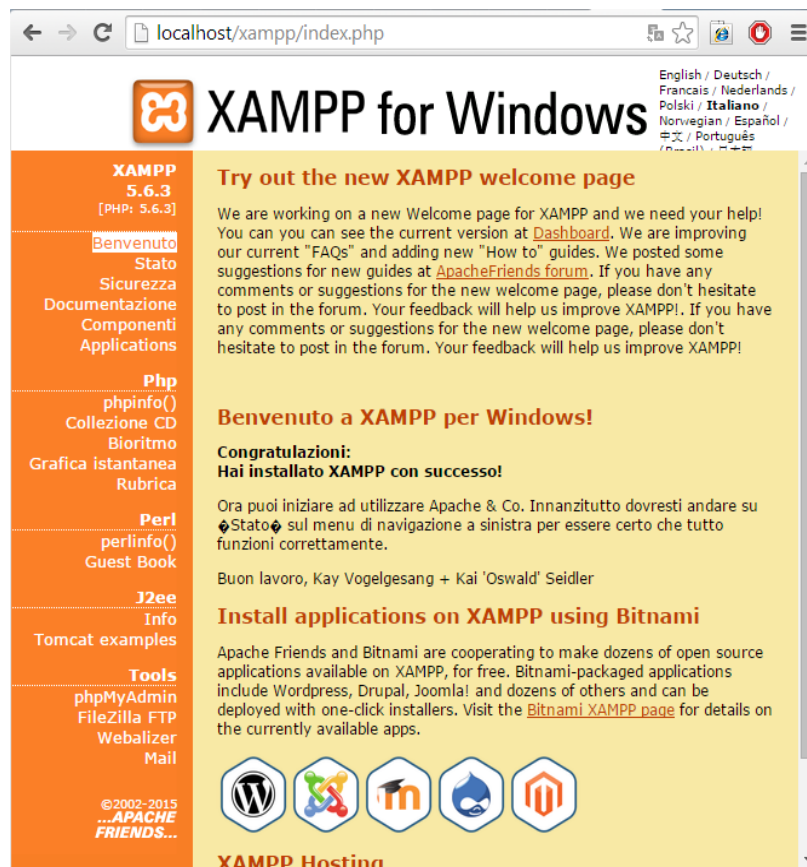 localhost/xampp/index.php
XAMPP for Windows
English / Deutsch /
Francais / Nederlands /
Polski / Italiano /
Norwegian / Español /
中文 / Português
(Brasil) / 日本語
XAMPP
5.6.3
[PHP: 5.6.3]
Benvenuto
Stato
Sicurezza
Documentazione
Componenti
Applications
Php
phpinfo()
Collezione CD
Bioritmo
Grafica istantanea
Rubrica
Perl
perlinfo()
Guest Book
J2ee
Info
Tomcat examples
Tools
phpMyAdmin
FileZilla FTP
Webalizer
Mail
©2002-2015
...APACHE
FRIENDS...
Try out the new XAMPP welcome page
We are working on a new Welcome page for XAMPP and we need your help!
You can you can see the current version at Dashboard. We are improving
our current "FAQs" and adding new "How to" guides. We posted some
suggestions for new guides at ApacheFriends forum. If you have any
comments or suggestions for the new welcome page, please don't hesitate
to post in the forum. Your feedback will help us improve XAMPP!. If you have
any comments or suggestions for the new welcome page, please don't
hesitate to post in the forum. Your feedback will help us improve XAMPP!
Benvenuto a XAMPP per Windows!
Congratulazioni:
Hai installato XAMPP con successo!
Ora puoi iniziare ad utilizzare Apache & Co. Innanzitutto dovresti andare su
�Stato� sul menu di navigazione a sinistra per essere certo che tutto
funzioni correttamente.
Buon lavoro, Kay Vogelgesang + Kai 'Oswald' Seidler
Install applications on XAMPP using Bitnami
Apache Friends and Bitnami are cooperating to make dozens of open source
applications available on XAMPP, for free. Bitnami-packaged applications
include Wordpress, Drupal, Joomla! and dozens of others and can be
deployed with one-click installers. Visit the Bitnami XAMPP page for details on
the currently available apps.
XAMPP Hosting